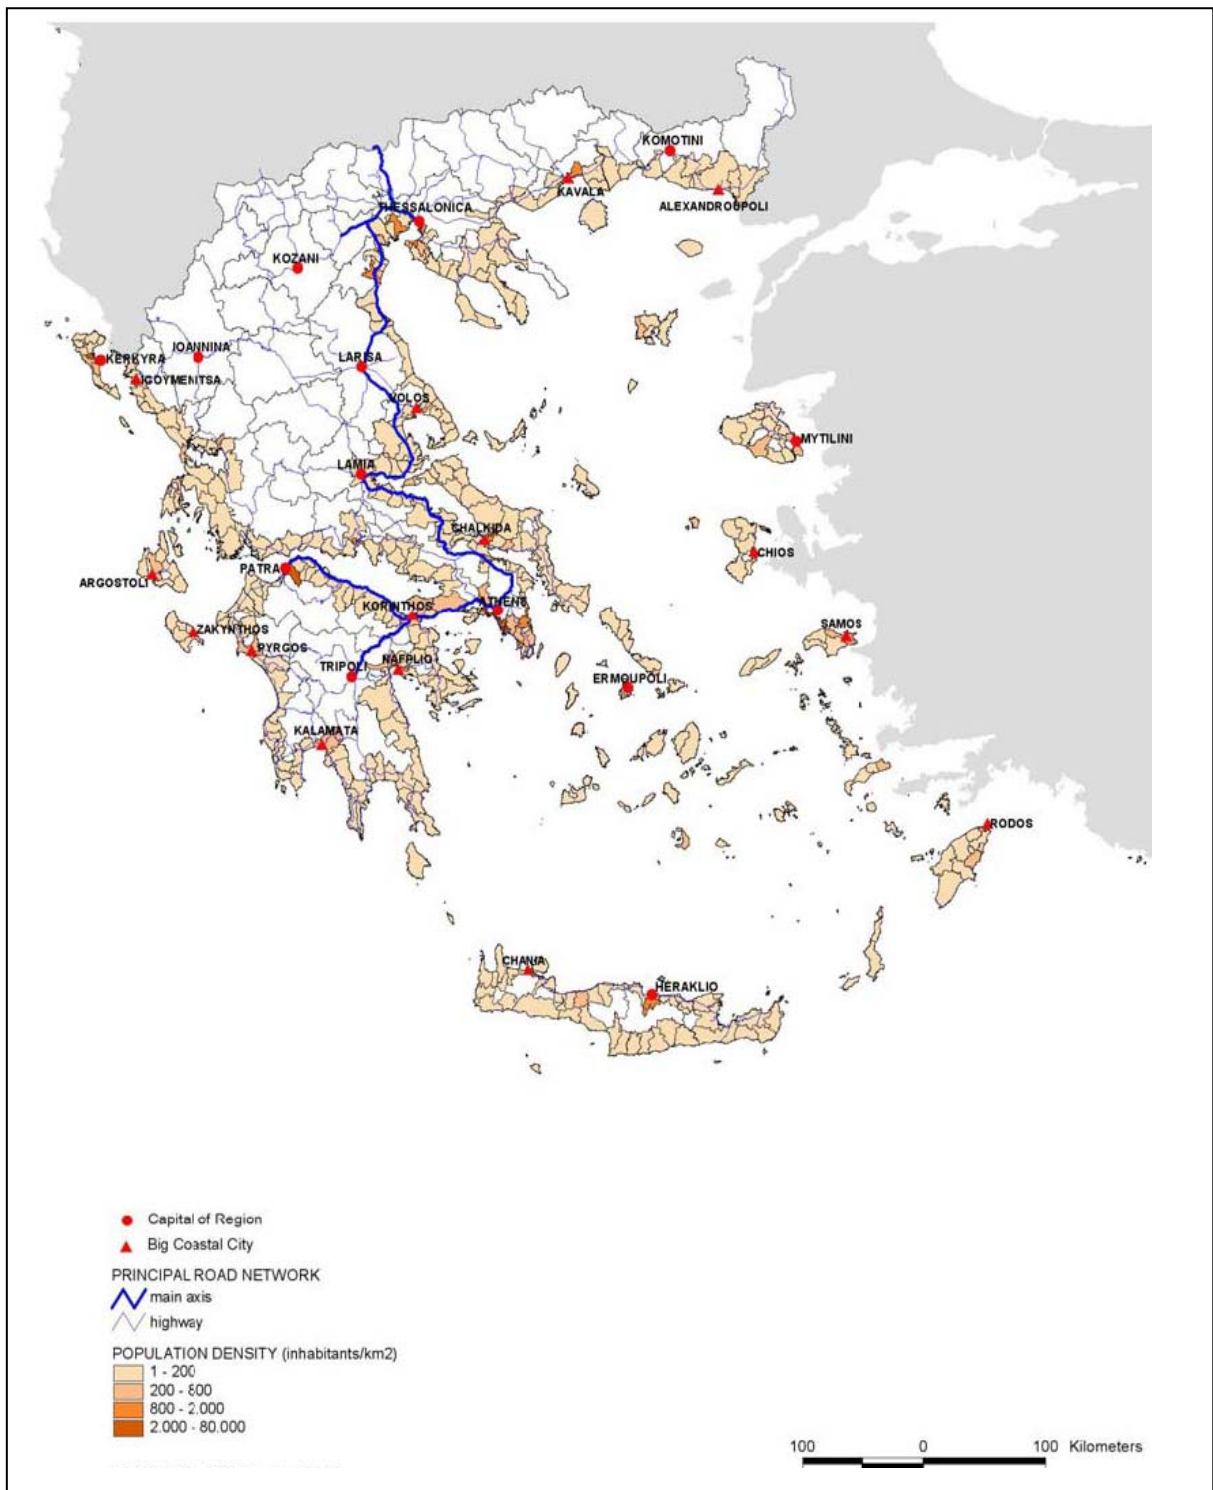 KOMOTINI
KAVALA
ALEXANDROUPOLI
THESSALONICA
KOZANI
IOANNINA
KERKYRA
IGOYMENITSA
LARISA
VOLOS
MYTILINI
LAMIA
CHALKIDA
CHIOS
PATRA
ARGOSTOLI
KORINTHOS
ATHENS
ZAKYNTHOS
SAMOS
PYRGOS
TRIPOLI
NAFPLIO
ERMOUPOLI
KALAMATA
RODOS
CHANIA
HERAKLIO
Capital of Region
Big Coastal City
PRINCIPAL ROAD NETWORK
main axis
highway
POPULATION DENSITY (inhabitants/km2)
1 - 200
200 - 800
800 - 2.000
2.000 - 80.000
100 0 100 Kilometers